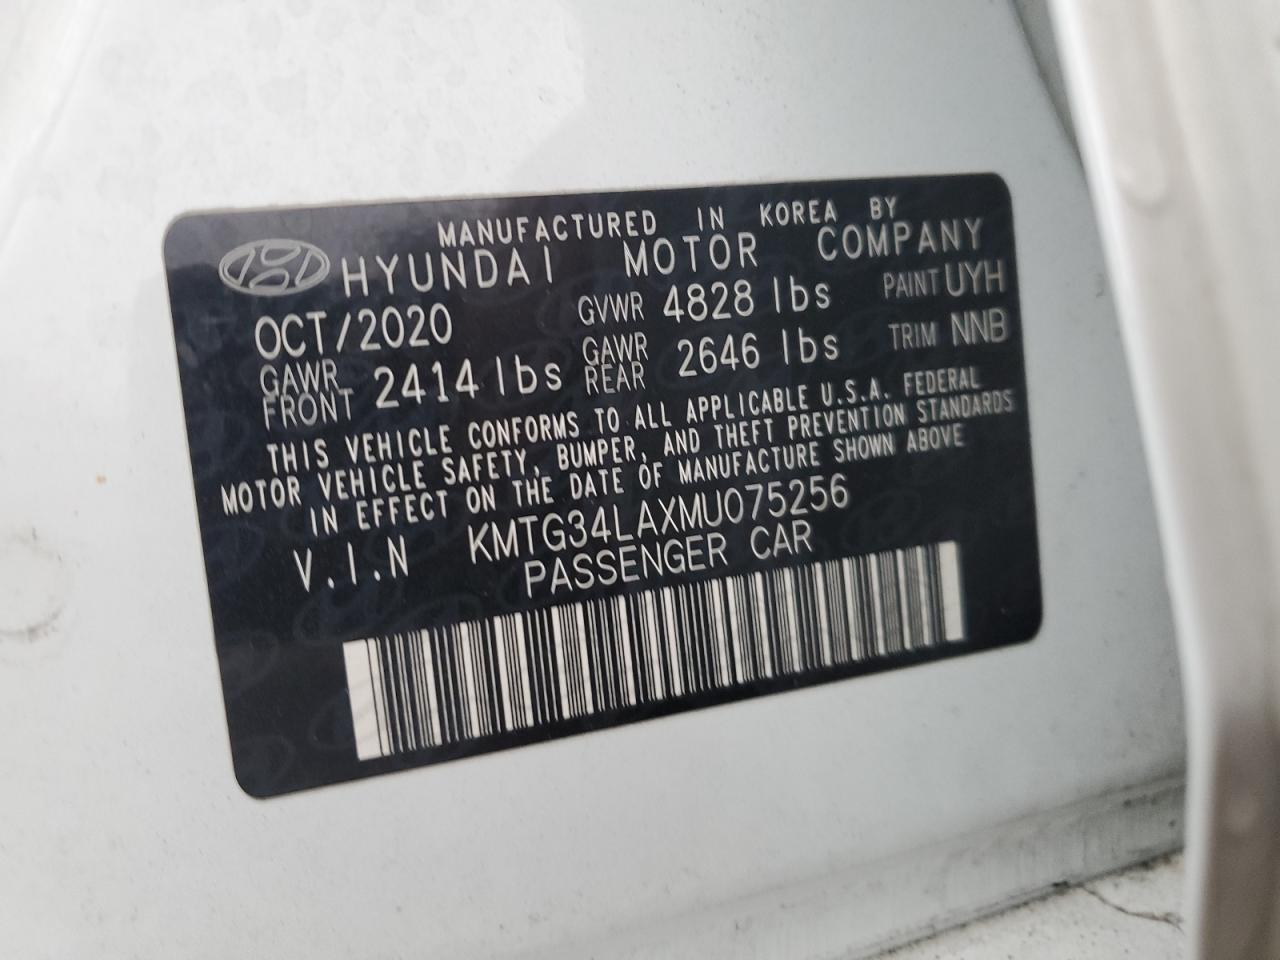 MANUFACTURED IN KOREA BY
HYUNDAI MOTOR COMPANY
OCT/2020 GVWR 4828 lbs PAINT UYH
GAWR FRONT 2414 lbs GAWR REAR 2646 lbs TRIM NNB
THIS VEHICLE CONFORMS TO ALL APPLICABLE U.S.A. FEDERAL
MOTOR VEHICLE SAFETY, BUMPER, AND THEFT PREVENTION STANDARDS
IN EFFECT ON THE DATE OF MANUFACTURE SHOWN ABOVE
V.I.N KMTG34LAXMU075256
PASSENGER CAR